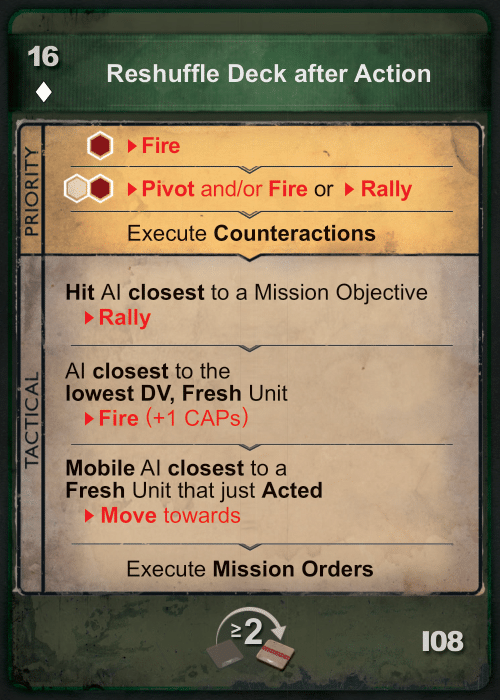 16
Reshuffle Deck after Action
PRIORITY
Fire
Pivot and/or Fire or Rally
Execute Counteractions
TACTICAL
Hit AI closest to a Mission Objective
Rally
AI closest to the
lowest DV, Fresh Unit
Fire (+1 CAPs)
Mobile AI closest to a
Fresh Unit that just Acted
Move towards
Execute Mission Orders
≥2
I08